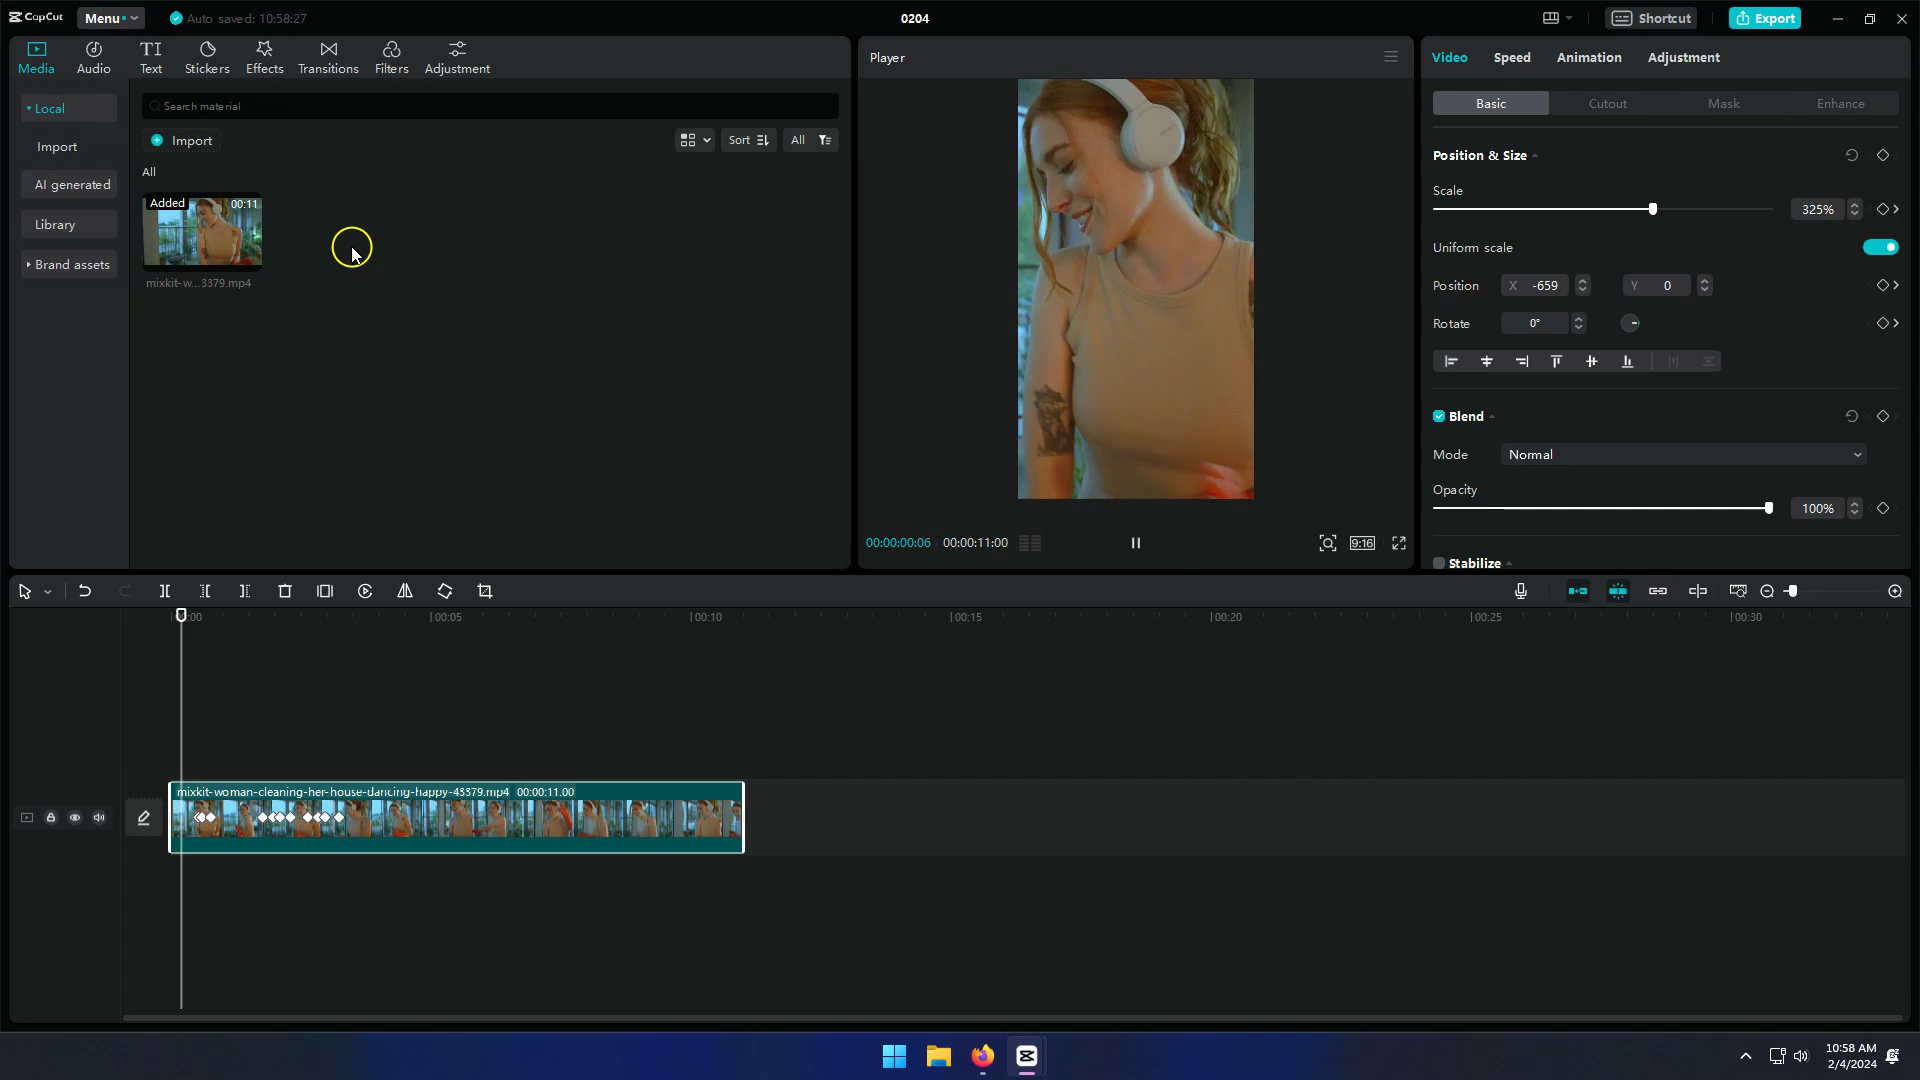 CapCut
Menu
Auto saved: 10:58:27
0204
Shortcut
Export
Media
Audio
TI
Text
Stickers
Effects
Transitions
Filters
Adjustment
Local
Import
AI generated
Library
Brand assets
Search material
Import
Sort
All
All
Added
00:11
mixkit-w...3379.mp4
Player
00:00:00:06
00:00:11:00
9:16
Video
Speed
Animation
Adjustment
Basic
Cutout
Mask
Enhance
Position & Size
Scale
325%
Uniform scale
Position
X -659
Y 0
Rotate
0°
Blend
Mode
Normal
Opacity
100%
Stabilize
00:00
00:05
00:10
00:15
00:20
00:25
00:30
mixkit-woman-cleaning-her-house-dancing-happy-43379.mp4 00:00:11:00
10:58 AM
2/4/2024